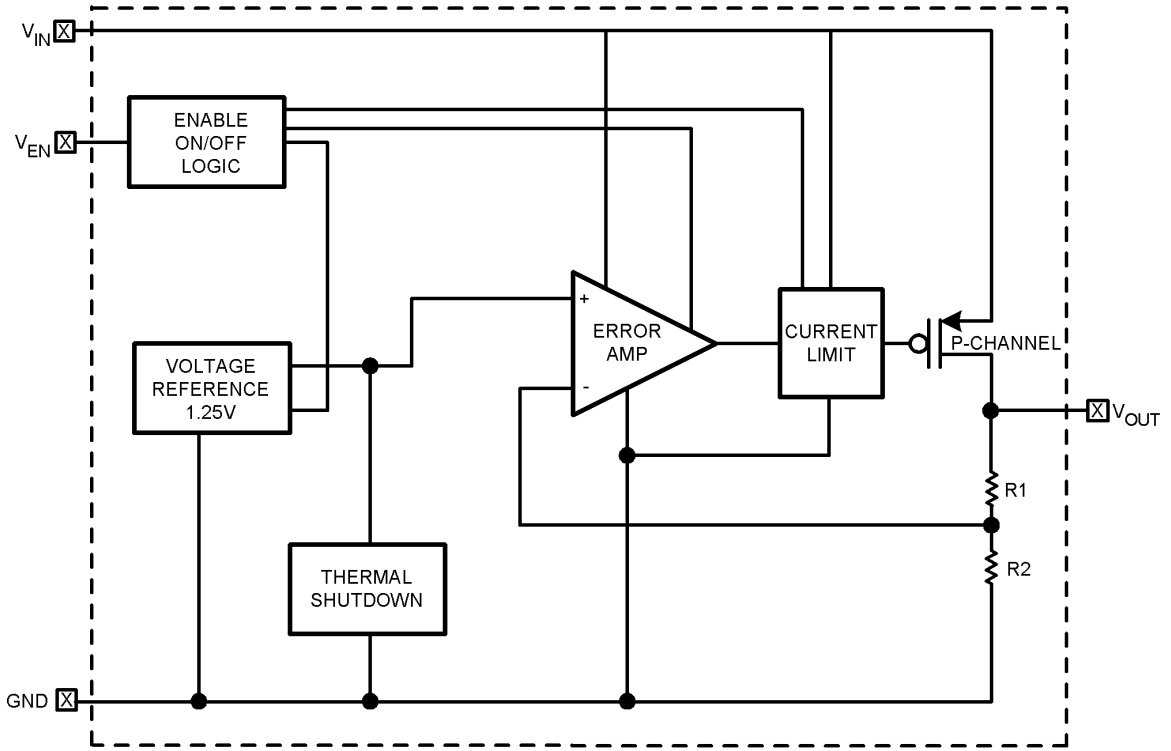 VIN
X
VEN
X
ENABLE
ON/OFF
LOGIC
+
ERROR
AMP
-
CURRENT
LIMIT
P-CHANNEL
VOLTAGE
REFERENCE
1.25V
X
VOUT
R1
R2
THERMAL
SHUTDOWN
GND
X